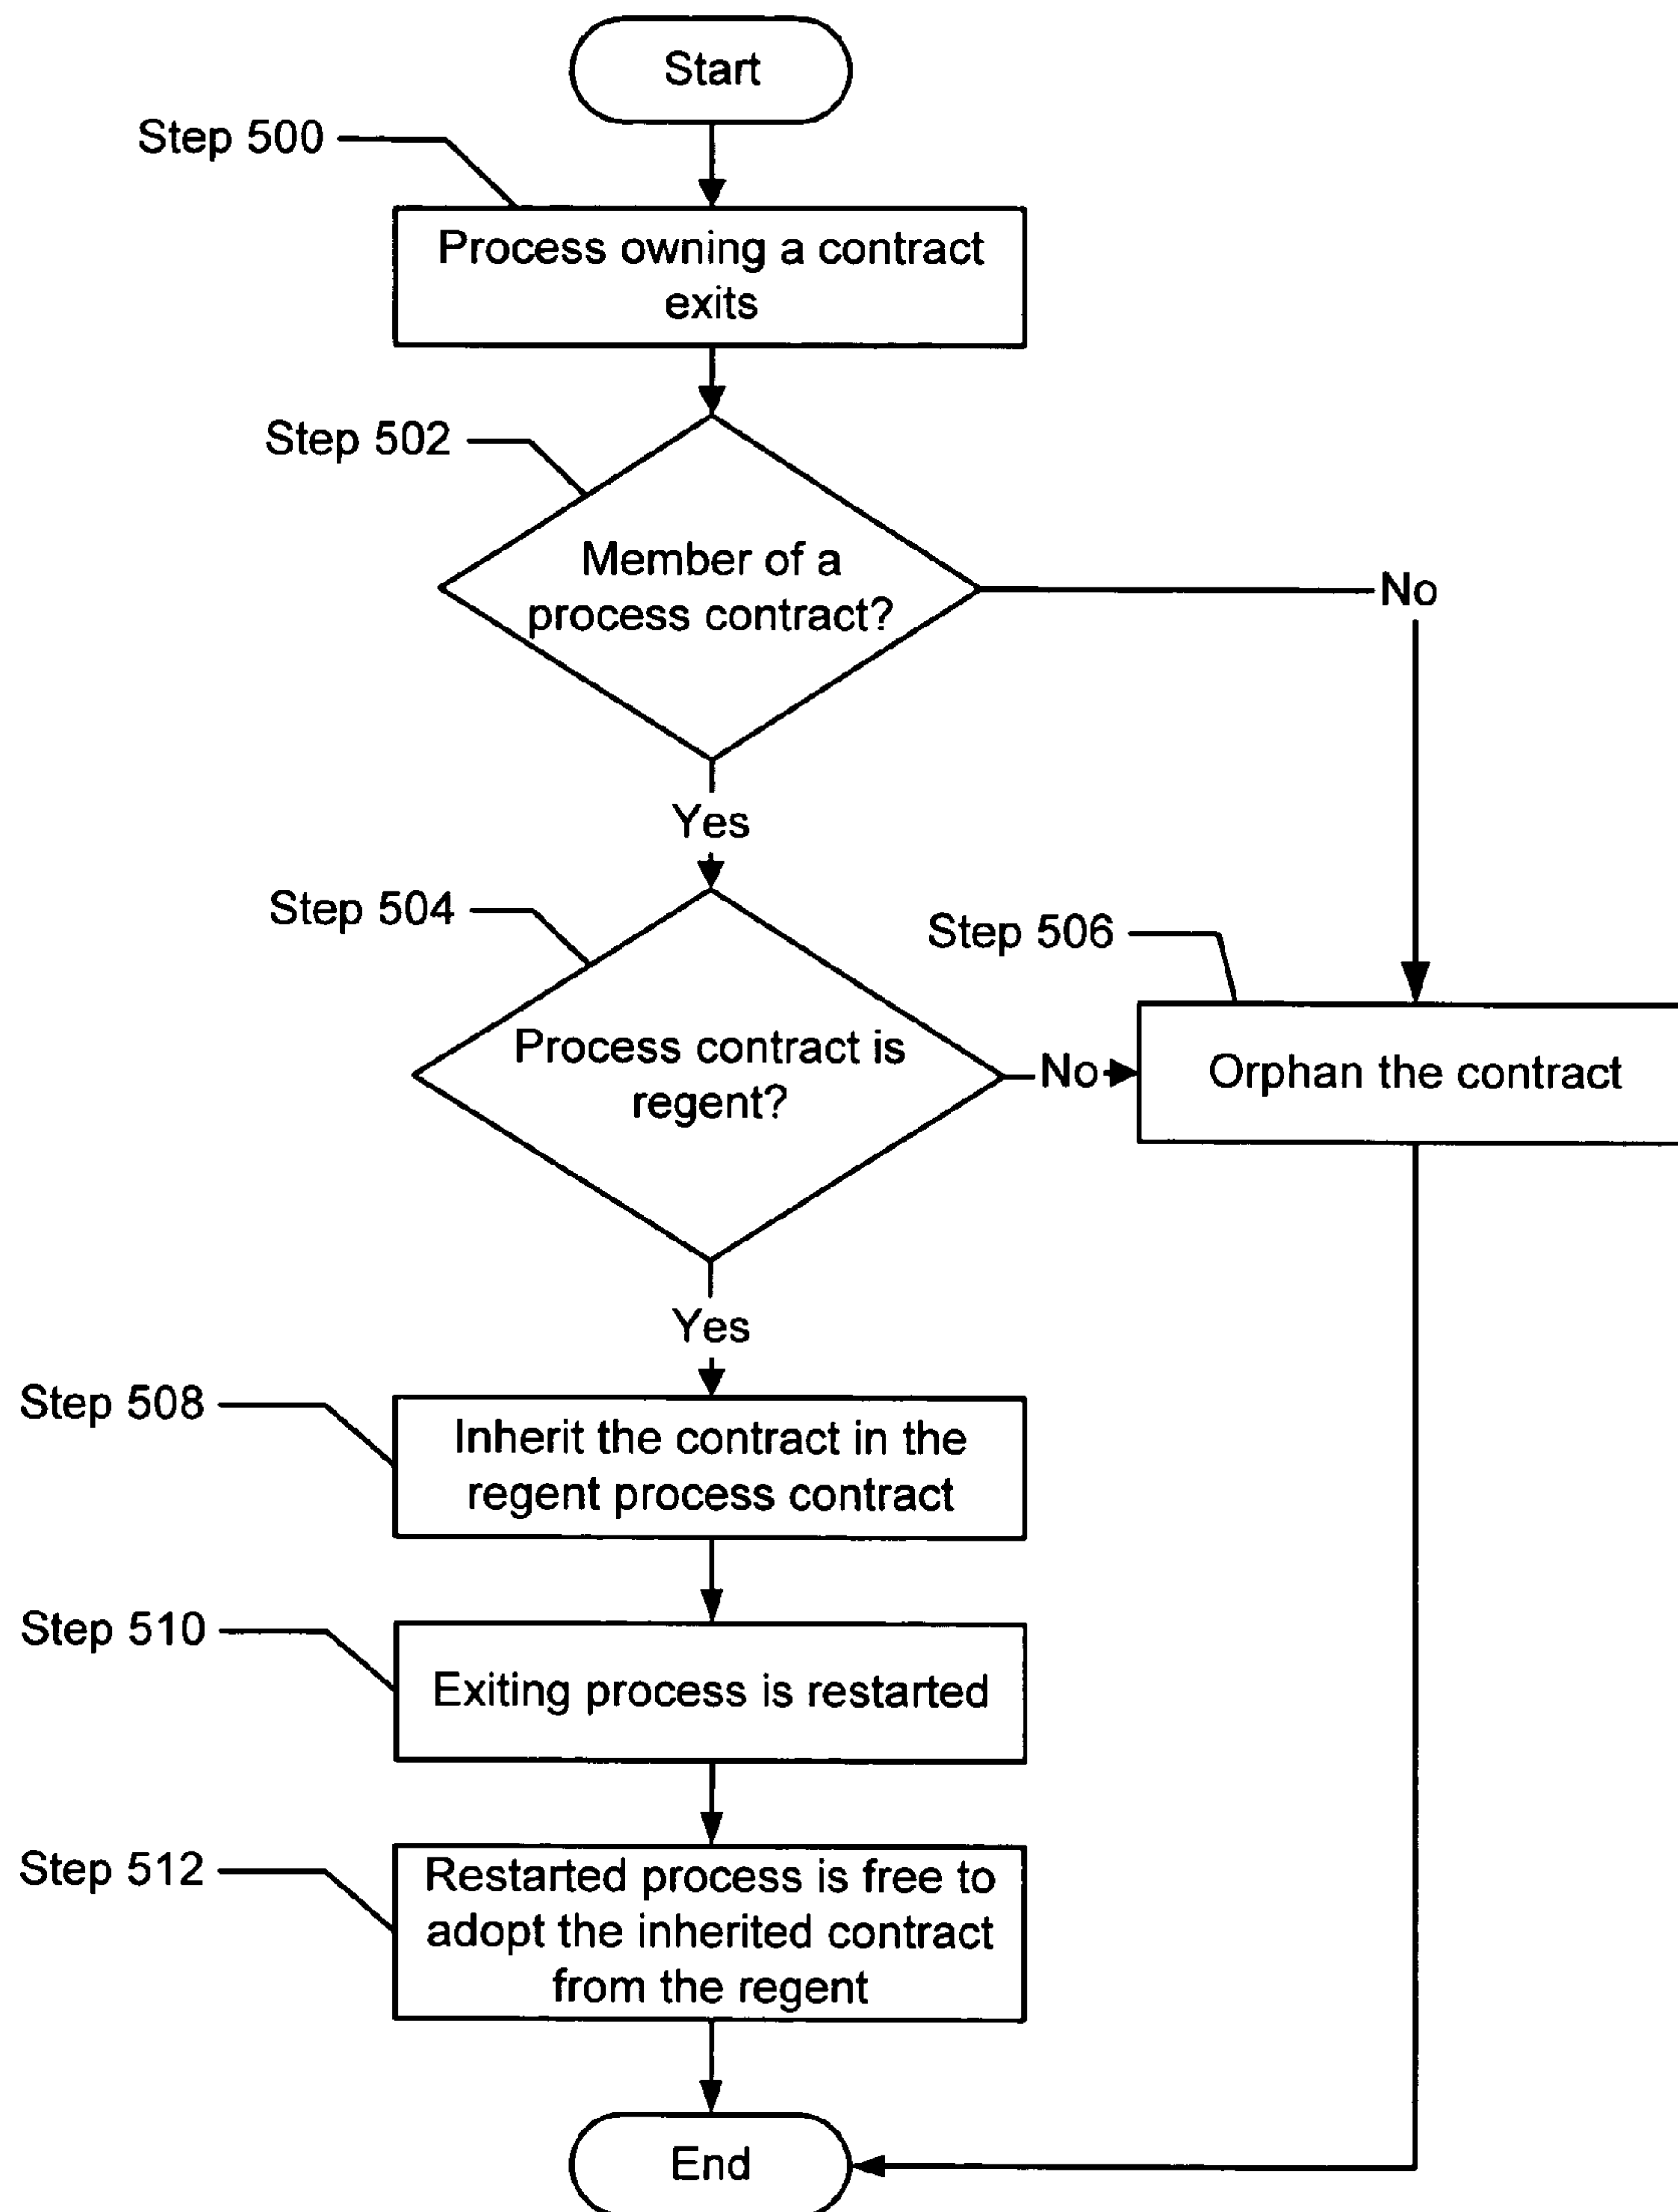 Start
Step 500
Process owning a contract
exits
Step 502
Member of a
process contract?
No
Yes
Step 504
Process contract is
regent?
No
Step 506
Orphan the contract
Yes
Step 508
Inherit the contract in the
regent process contract
Step 510
Exiting process is restarted
Step 512
Restarted process is free to
adopt the inherited contract
from the regent
End